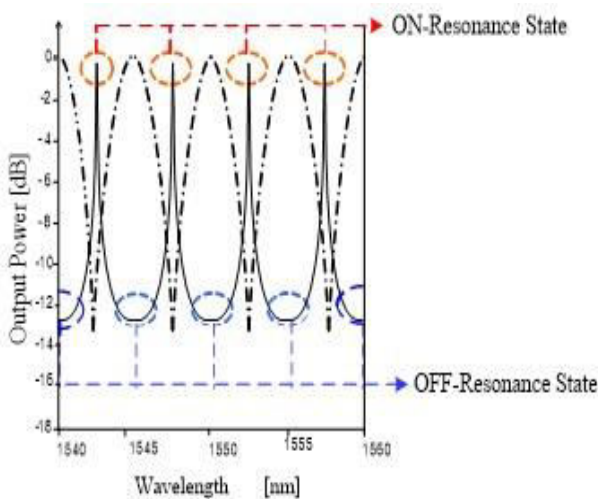 ON-Resonance State
0
-2
-4
-6
-8
-10
-12
-14
-16
-18
Output Power [dB]
OFF-Resonance State
1540 1545 1550 1555 1560
Wavelength [nm]